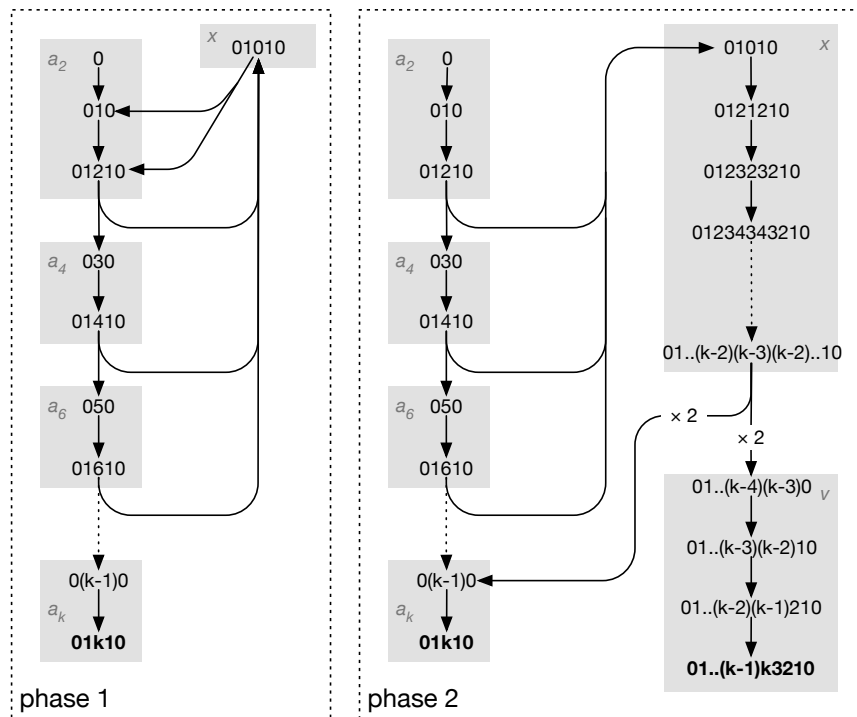 x
01010
a2
0
010
01210
a4
030
01410
a6
050
01610
0(k-1)0
ak
01k10
phase 1
a2
0
010
01210
a4
030
01410
a6
050
01610
0(k-1)0
ak
01k10
x
01010
0121210
012323210
01234343210
01..(k-2)(k-3)(k-2)..10
× 2
× 2
01..(k-4)(k-3)0
v
01..(k-3)(k-2)10
01..(k-2)(k-1)210
01..(k-1)k3210
phase 2